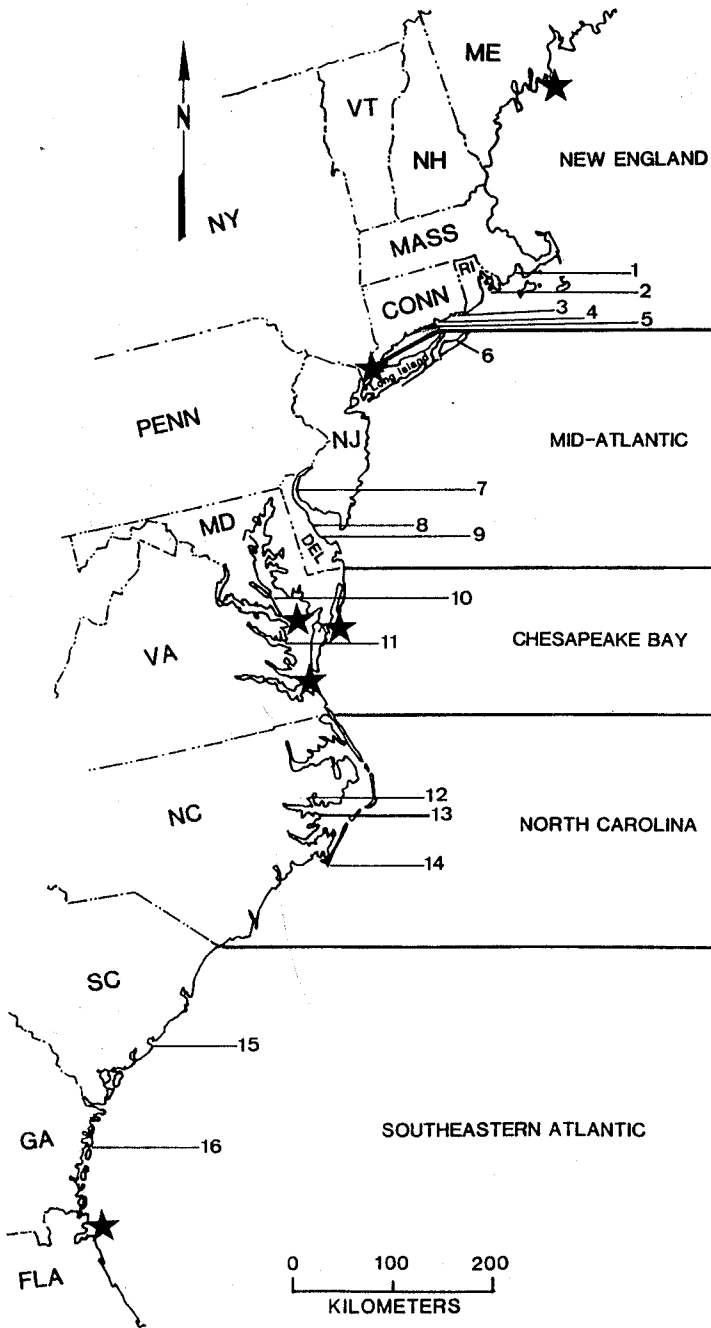 ME
VT
N
NH
NEW ENGLAND
NY
MASS
RI
1
CONN
2
3
4
5
6
Long Island
PENN
NJ
MID-ATLANTIC
7
MD
8
DEL
9
10
VA
11
CHESAPEAKE BAY
12
NC
13
NORTH CAROLINA
14
SC
15
GA
16
SOUTHEASTERN ATLANTIC
FLA
0 100 200
KILOMETERS